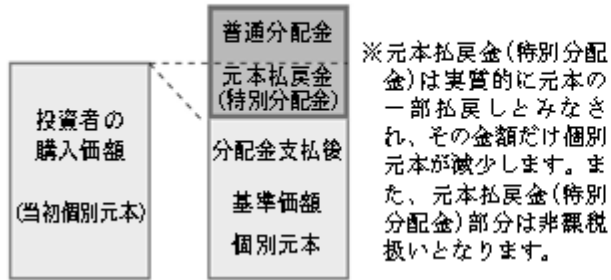 普通分配金
元本払戻金
(特別分配金)
投資者の
購入価額
(当初個別元本)
分配金支払後
基準価額
個別元本
※元本払戻金(特別分配
金)は実質的に元本の
一部払戻しとみなさ
れ、その金額だけ個別
元本が減少します。ま
た、元本払戻金(特別
分配金)部分は非課税
扱いとなります。